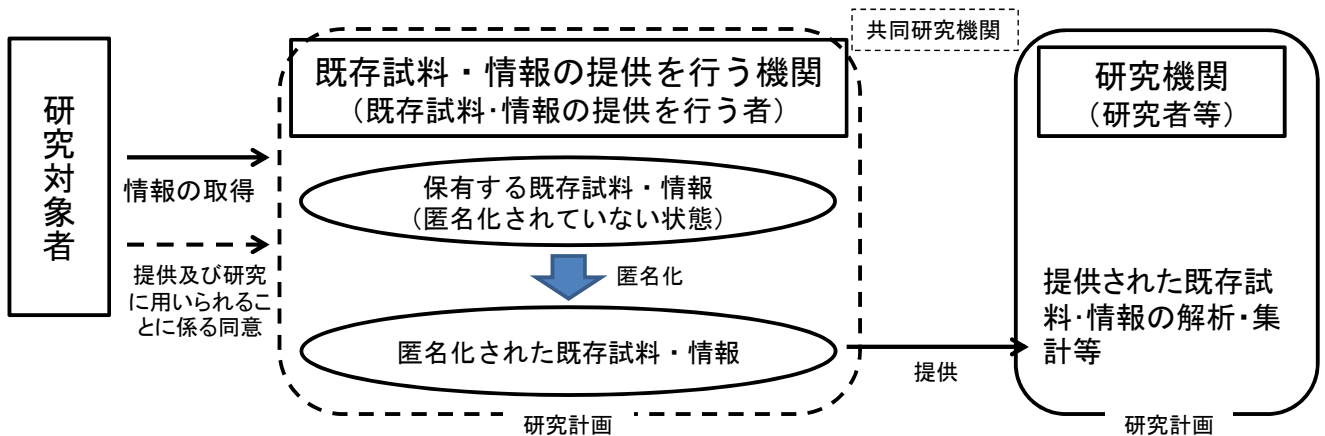 共同研究機関
研究対象者
既存試料・情報の提供を行う機関
（既存試料・情報の提供を行う者）
研究機関
（研究者等）
情報の取得
保有する既存試料・情報
（匿名化されていない状態）
提供及び研究
に用いられるこ
とに係る同意
匿名化
提供された既存試
料・情報の解析・集
計等
匿名化された既存試料・情報
提供
研究計画
研究計画